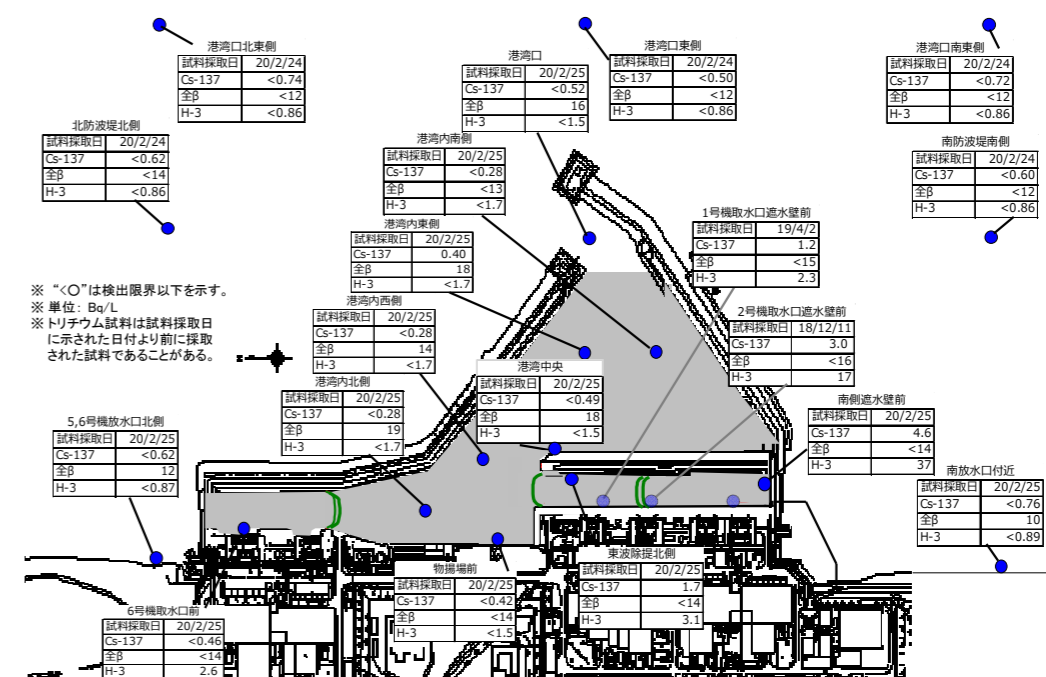 港湾口北東側
試料採取日 20/2/24
Cs-137 <0.74
全β <12
H-3 <0.86
港湾口
試料採取日 20/2/25
Cs-137 <0.52
全β 16
H-3 <1.5
港湾口東側
試料採取日 20/2/24
Cs-137 <0.50
全β <12
H-3 <0.86
港湾口南東側
試料採取日 20/2/24
Cs-137 <0.72
全β <12
H-3 <0.86
北防波堤北側
試料採取日 20/2/24
Cs-137 <0.62
全β <14
H-3 <0.86
港湾内南側
試料採取日 20/2/25
Cs-137 <0.28
全β <13
H-3 <1.7
南防波堤南側
試料採取日 20/2/24
Cs-137 <0.60
全β <12
H-3 <0.86
港湾内東側
試料採取日 20/2/25
Cs-137 0.40
全β 18
H-3 <1.7
1号機取水口遮水壁前
試料採取日 19/4/2
Cs-137 1.2
全β <15
H-3 2.3
※ “<○”は検出限界以下を示す。
※ 単位: Bq/L
※ トリチウム試料は試料採取日
に示された日付より前に採取
された試料であることがある。
港湾内西側
試料採取日 20/2/25
Cs-137 <0.28
全β 14
H-3 <1.7
2号機取水口遮水壁前
試料採取日 18/12/11
Cs-137 3.0
全β <16
H-3 17
港湾中央
試料採取日 20/2/25
Cs-137 <0.49
全β 18
H-3 <1.5
港湾内北側
試料採取日 20/2/25
Cs-137 <0.28
全β 19
H-3 <1.7
南側遮水壁前
試料採取日 20/2/25
Cs-137 4.6
全β <14
H-3 37
5,6号機放水口北側
試料採取日 20/2/25
Cs-137 <0.62
全β 12
H-3 <0.87
南放水口付近
試料採取日 20/2/25
Cs-137 <0.76
全β 10
H-3 <0.89
物揚場前
試料採取日 20/2/25
Cs-137 <0.42
全β <14
H-3 <1.5
東波除堤北側
試料採取日 20/2/25
Cs-137 1.7
全β <14
H-3 3.1
6号機取水口前
試料採取日 20/2/25
Cs-137 <0.46
全β <14
H-3 2.6